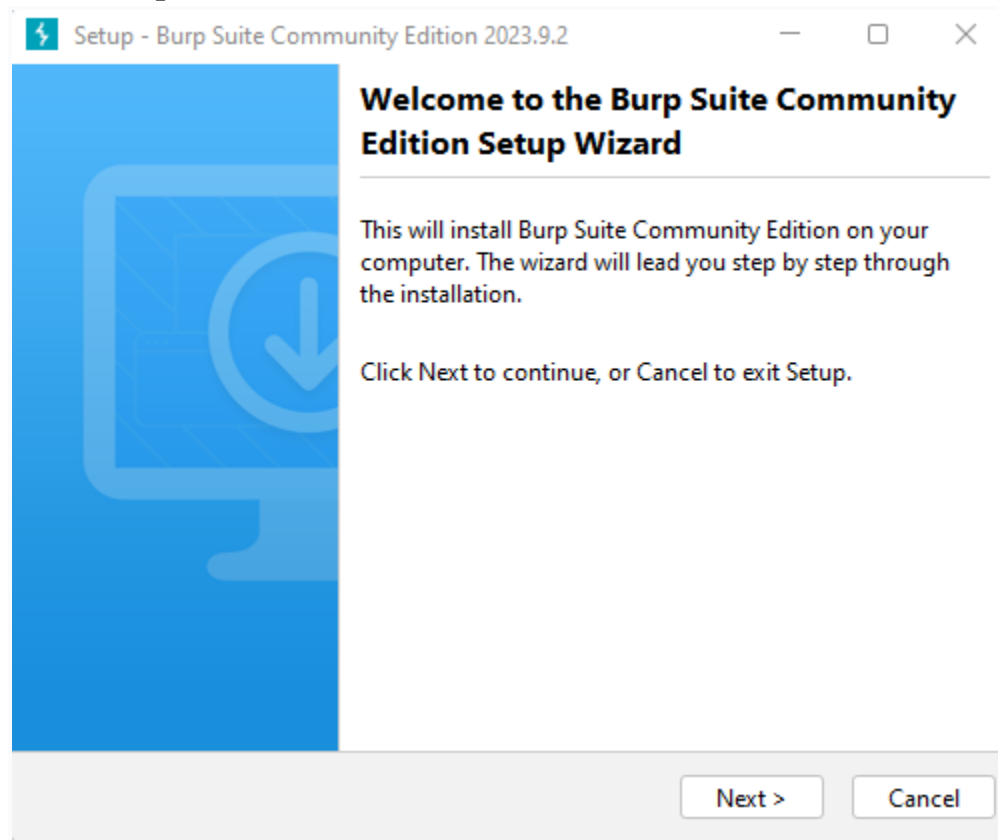 Setup - Burp Suite Community Edition 2023.9.2
Welcome to the Burp Suite Community
Edition Setup Wizard
This will install Burp Suite Community Edition on your
computer. The wizard will lead you step by step through
the installation.
Click Next to continue, or Cancel to exit Setup.
Next >
Cancel